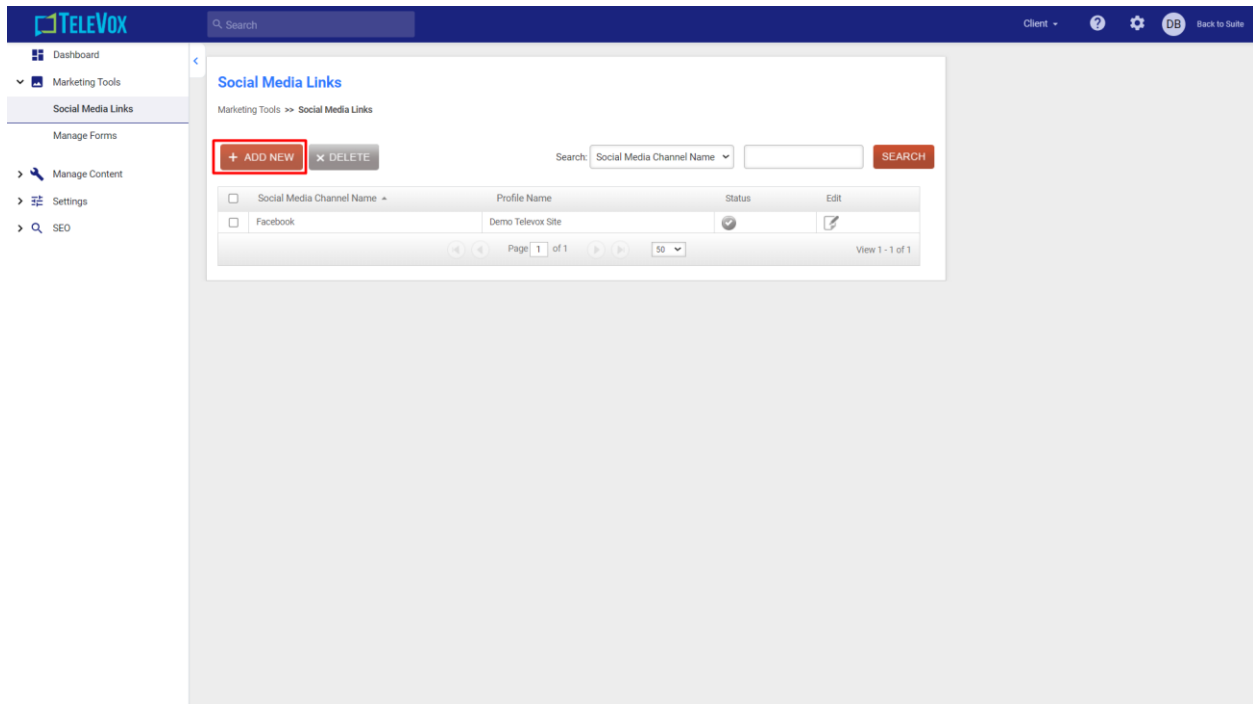 TELEVOX
Search
Client
?
DB
Back to Suite
Dashboard
Marketing Tools
Social Media Links
Manage Forms
Manage Content
Settings
SEO
Social Media Links
Marketing Tools >> Social Media Links
+ ADD NEW
× DELETE
Search: Social Media Channel Name
SEARCH
Social Media Channel Name Profile Name Status Edit
Facebook Demo Televox Site
Page 1 of 1 50 View 1 - 1 of 1